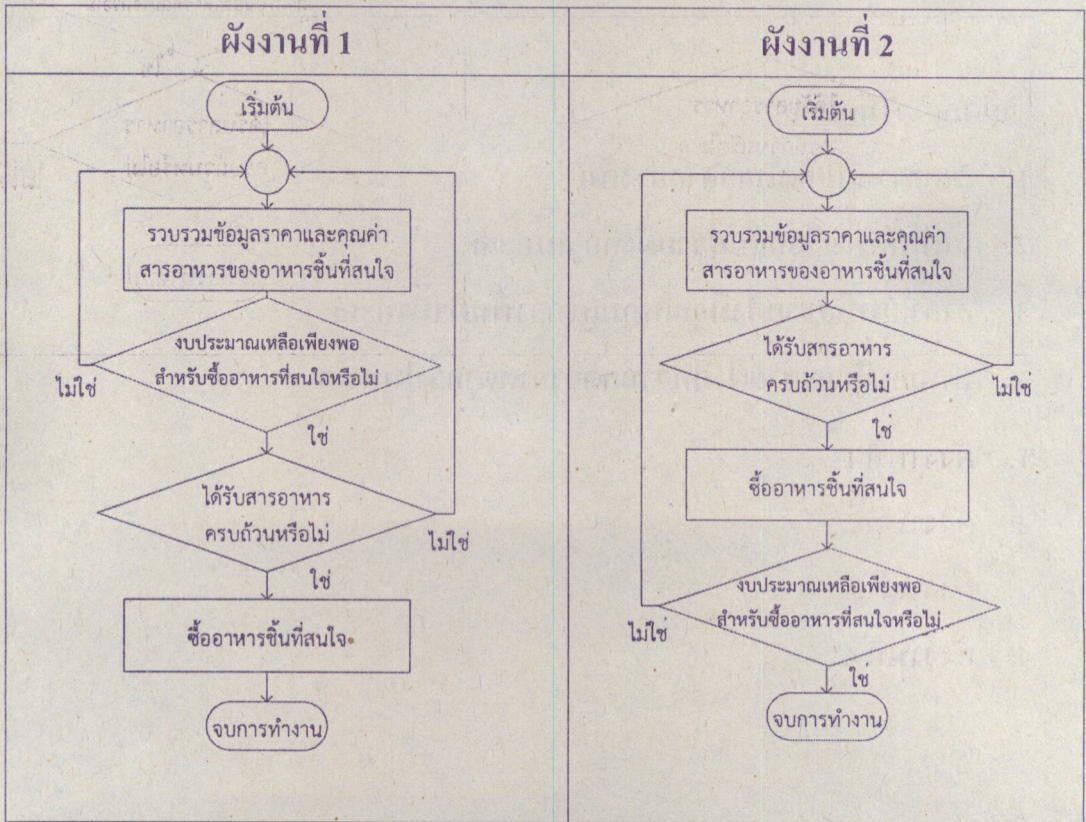 ผังงานที่ 1
เริ่มต้น
รวบรวมข้อมูลราคาและคุณค่า
สารอาหารของอาหารชิ้นที่สนใจ
งบประมาณเหลือเพียงพอ
สำหรับซื้ออาหารที่สนใจหรือไม่
ไม่ใช่
ใช่
ได้รับสารอาหาร
ครบถ้วนหรือไม่
ไม่ใช่
ใช่
ซื้ออาหารชิ้นที่สนใจ
จบการทำงาน
ผังงานที่ 2
เริ่มต้น
รวบรวมข้อมูลราคาและคุณค่า
สารอาหารของอาหารชิ้นที่สนใจ
ได้รับสารอาหาร
ครบถ้วนหรือไม่
ไม่ใช่
ใช่
ซื้ออาหารชิ้นที่สนใจ
งบประมาณเหลือเพียงพอ
สำหรับซื้ออาหารที่สนใจหรือไม่
ไม่ใช่
ใช่
จบการทำงาน